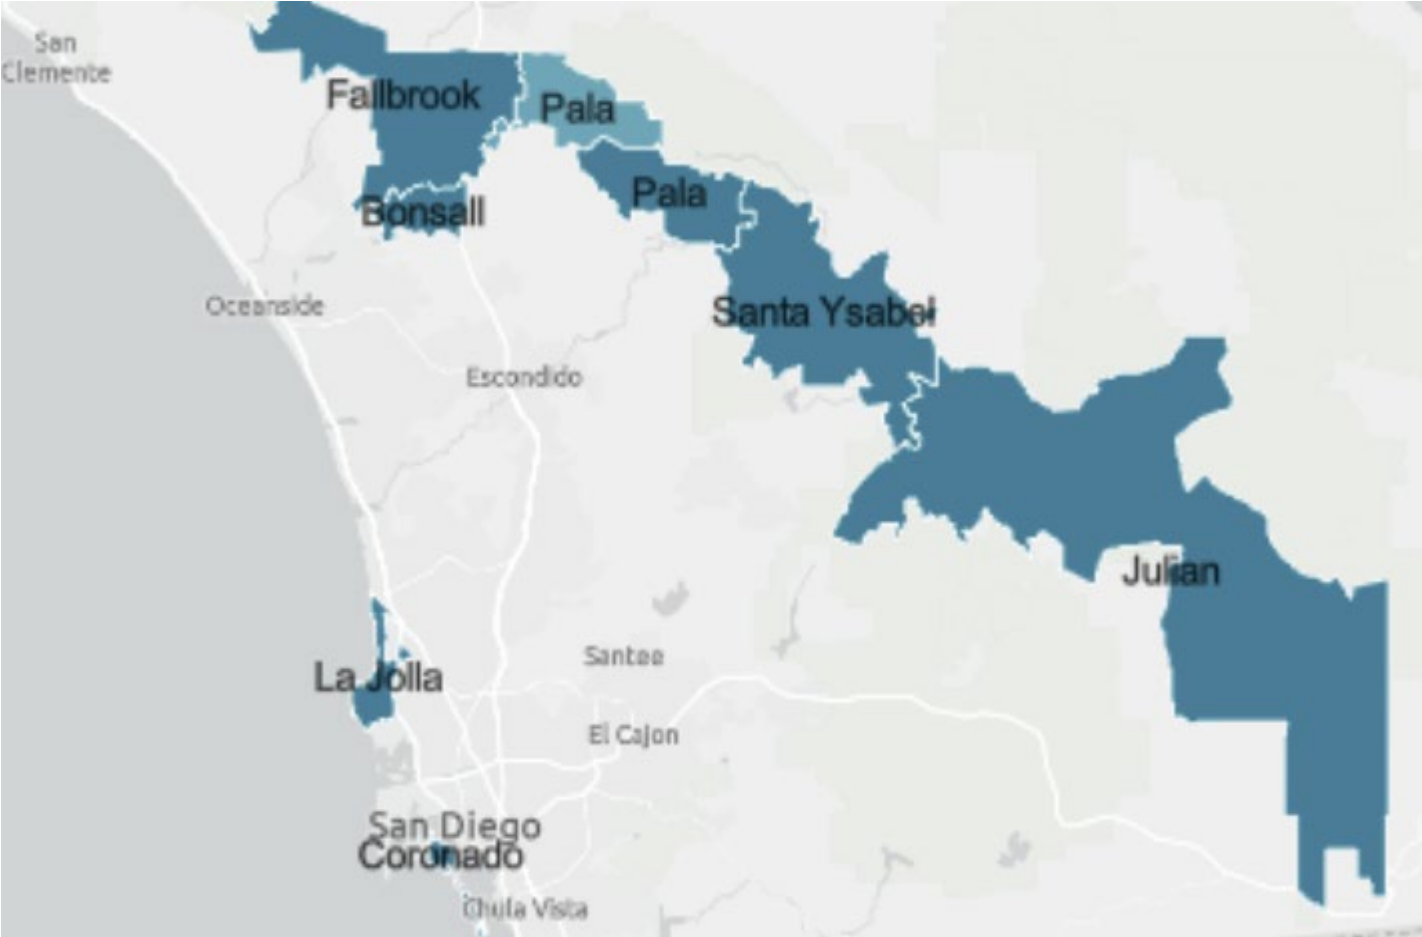 San
Clemente
Fallbrook
Pala
Pala
Bonsall
Oceanside
Santa Ysabel
Escondido
Julian
Santee
La Jolla
El Cajon
San Diego
Coronado
Chula Vista